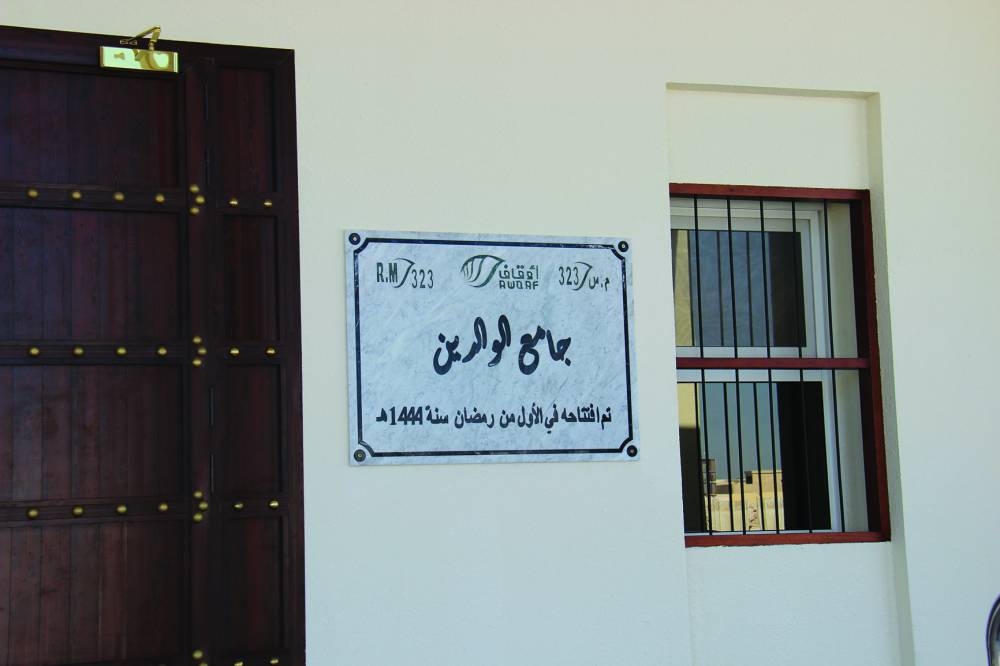 R.M/323
أوقاف
AWQAF
م.س/323
جامع الوالدين
تم افتتاحه في الأول من رمضان سنة 1444هـ